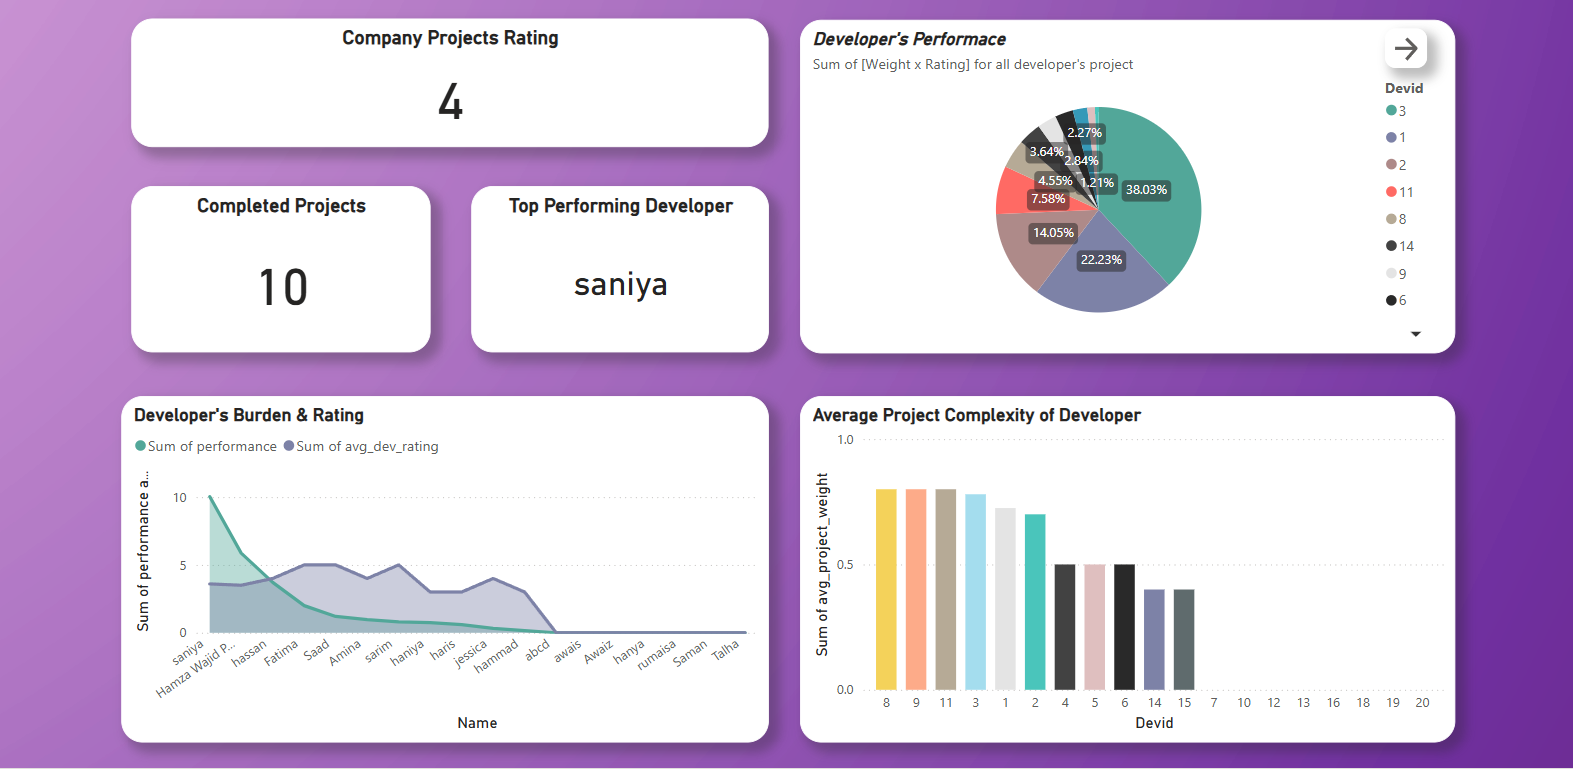 Company Projects Rating
4
Completed Projects
10
Top Performing Developer
saniya
Developer's Performace
Sum of [Weight x Rating] for all developer's project
38.03%
22.23%
14.05%
7.58%
4.55%
3.64%
2.84%
2.27%
1.21%
Devid
3
1
2
11
8
14
9
6
Developer's Burden & Rating
Sum of performance
Sum of avg_dev_rating
Sum of performance a...
10
5
0
saniya
Hamza Wajid P...
hassan
Fatima
Saad
Amina
sarim
haniya
haris
jessica
hammad
abcd
awais
Awaiz
hanya
rumaisa
Saman
Talha
Name
Average Project Complexity of Developer
Sum of avg_project_weight
1.0
0.5
0.0
8 9 11 3 1 2 4 5 6 14 15 7 10 12 13 16 18 19 20
Devid